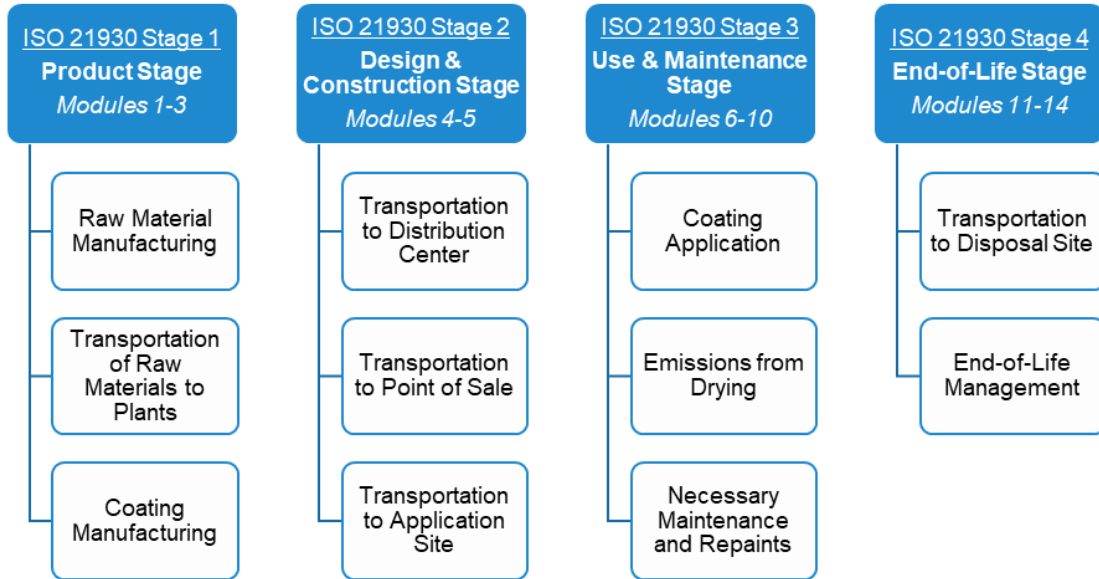 ISO 21930 Stage 1
Product Stage
Modules 1-3
Raw Material
Manufacturing
Transportation
of Raw
Materials to
Plants
Coating
Manufacturing
ISO 21930 Stage 2
Design &
Construction Stage
Modules 4-5
Transportation
to Distribution
Center
Transportation
to Point of Sale
Transportation
to Application
Site
ISO 21930 Stage 3
Use & Maintenance
Stage
Modules 6-10
Coating
Application
Emissions from
Drying
Necessary
Maintenance
and Repaints
ISO 21930 Stage 4
End-of-Life Stage
Modules 11-14
Transportation
to Disposal Site
End-of-Life
Management